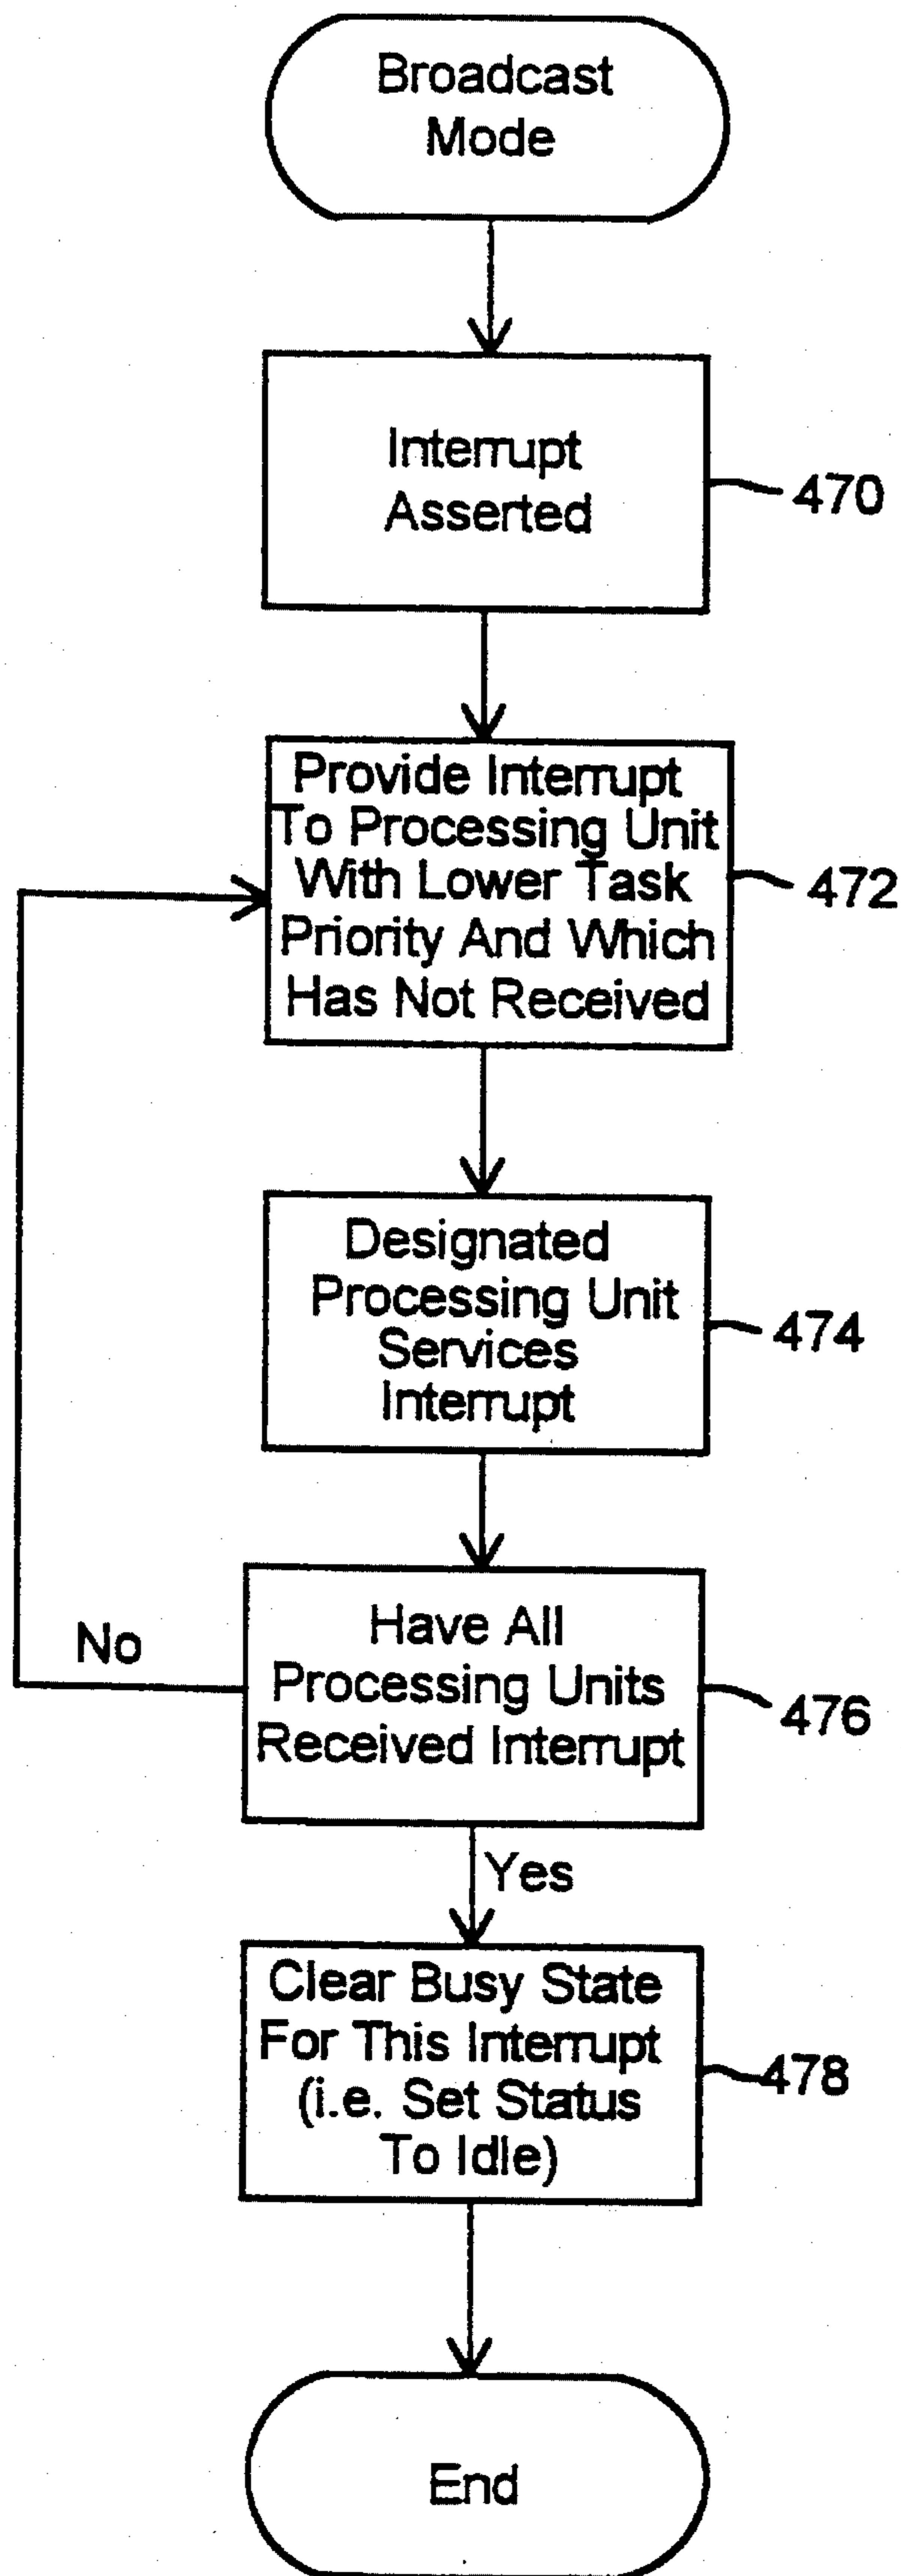 Broadcast
Mode
Interrupt
Asserted
470
Provide Interrupt
To Processing Unit
With Lower Task
Priority And Which
Has Not Received
472
Designated
Processing Unit
Services
Interrupt
474
Have All
Processing Units
Received Interrupt
476
No
Yes
Clear Busy State
For This Interrupt
(i.e. Set Status
To Idle)
478
End